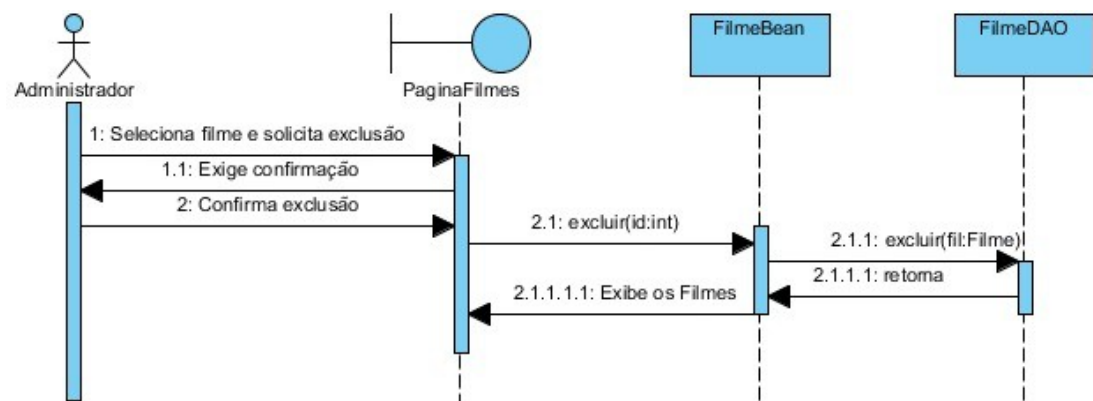 FilmeBean
FilmeDAO
Administrador
PaginaFilmes
1: Seleciona filme e solicita exclusão
1.1: Exige confirmação
2: Confirma exclusão
2.1: excluir(id:int)
2.1.1: excluir(fil:Filme)
2.1.1.1: retorna
2.1.1.1.1: Exibe os Filmes